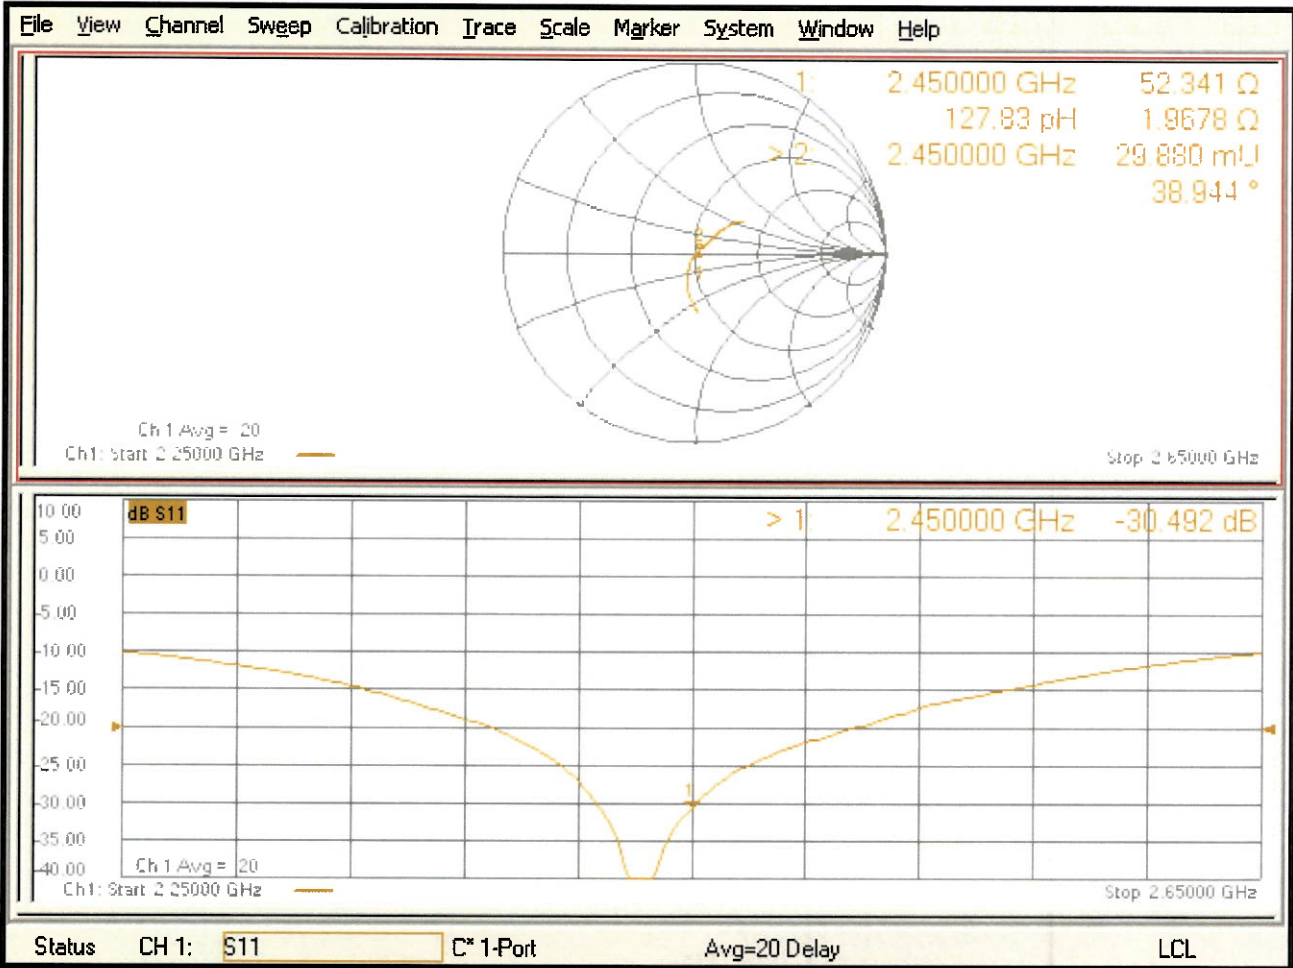 File View Channel Sweep Calibration Trace Scale Marker System Window Help
1: 2.450000 GHz 52.341 Ω
127.83 pH 1.9678 Ω
> 2: 2.450000 GHz 29.880 mU
38.944 °
Ch 1 Avg = 20
Ch1: Start 2.25000 GHz
Stop 2.65000 GHz
10.00
dB S11
> 1: 2.450000 GHz -30.492 dB
5.00
0.00
-5.00
-10.00
-15.00
-20.00
-25.00
-30.00
1
-35.00
-40.00
Ch 1 Avg = 20
Ch1: Start 2.25000 GHz
Stop 2.65000 GHz
Status CH 1: S11 C* 1-Port Avg=20 Delay LCL